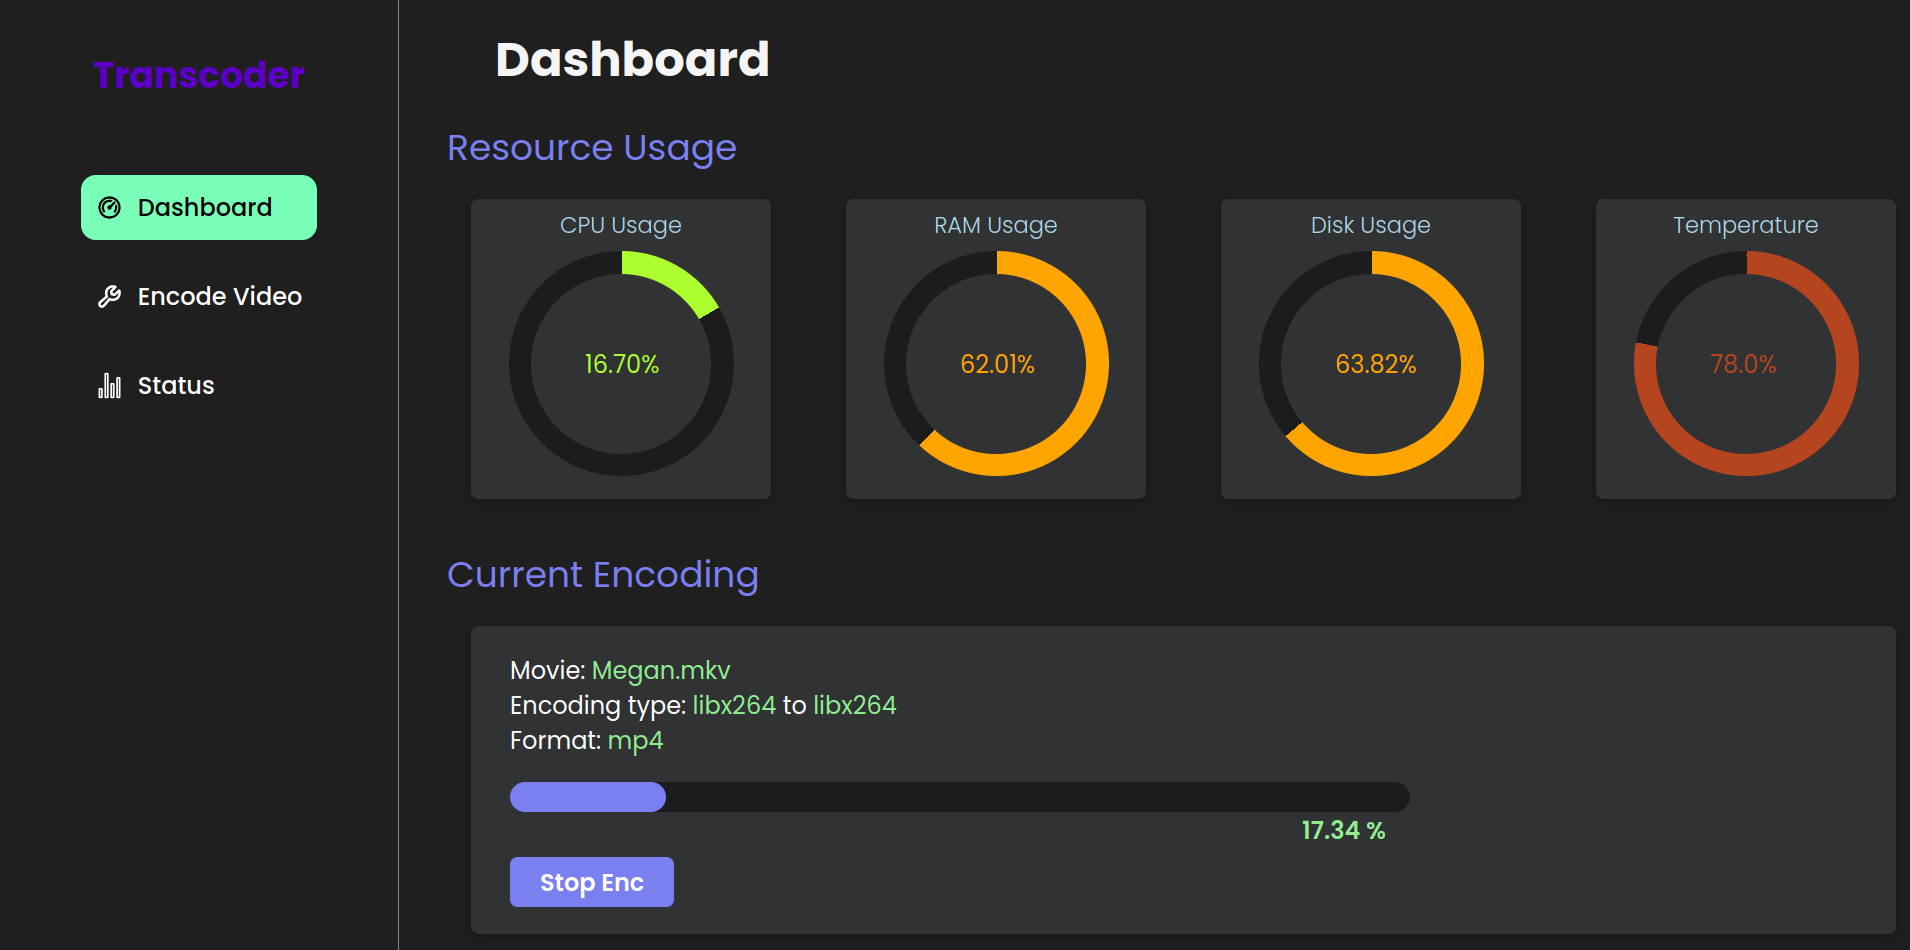 Transcoder
Dashboard
Encode Video
Status
Dashboard
Resource Usage
CPU Usage
16.70%
RAM Usage
62.01%
Disk Usage
63.82%
Temperature
78.0%
Current Encoding
Movie: Megan.mkv
Encoding type: libx264 to libx264
Format: mp4
17.34 %
Stop Enc